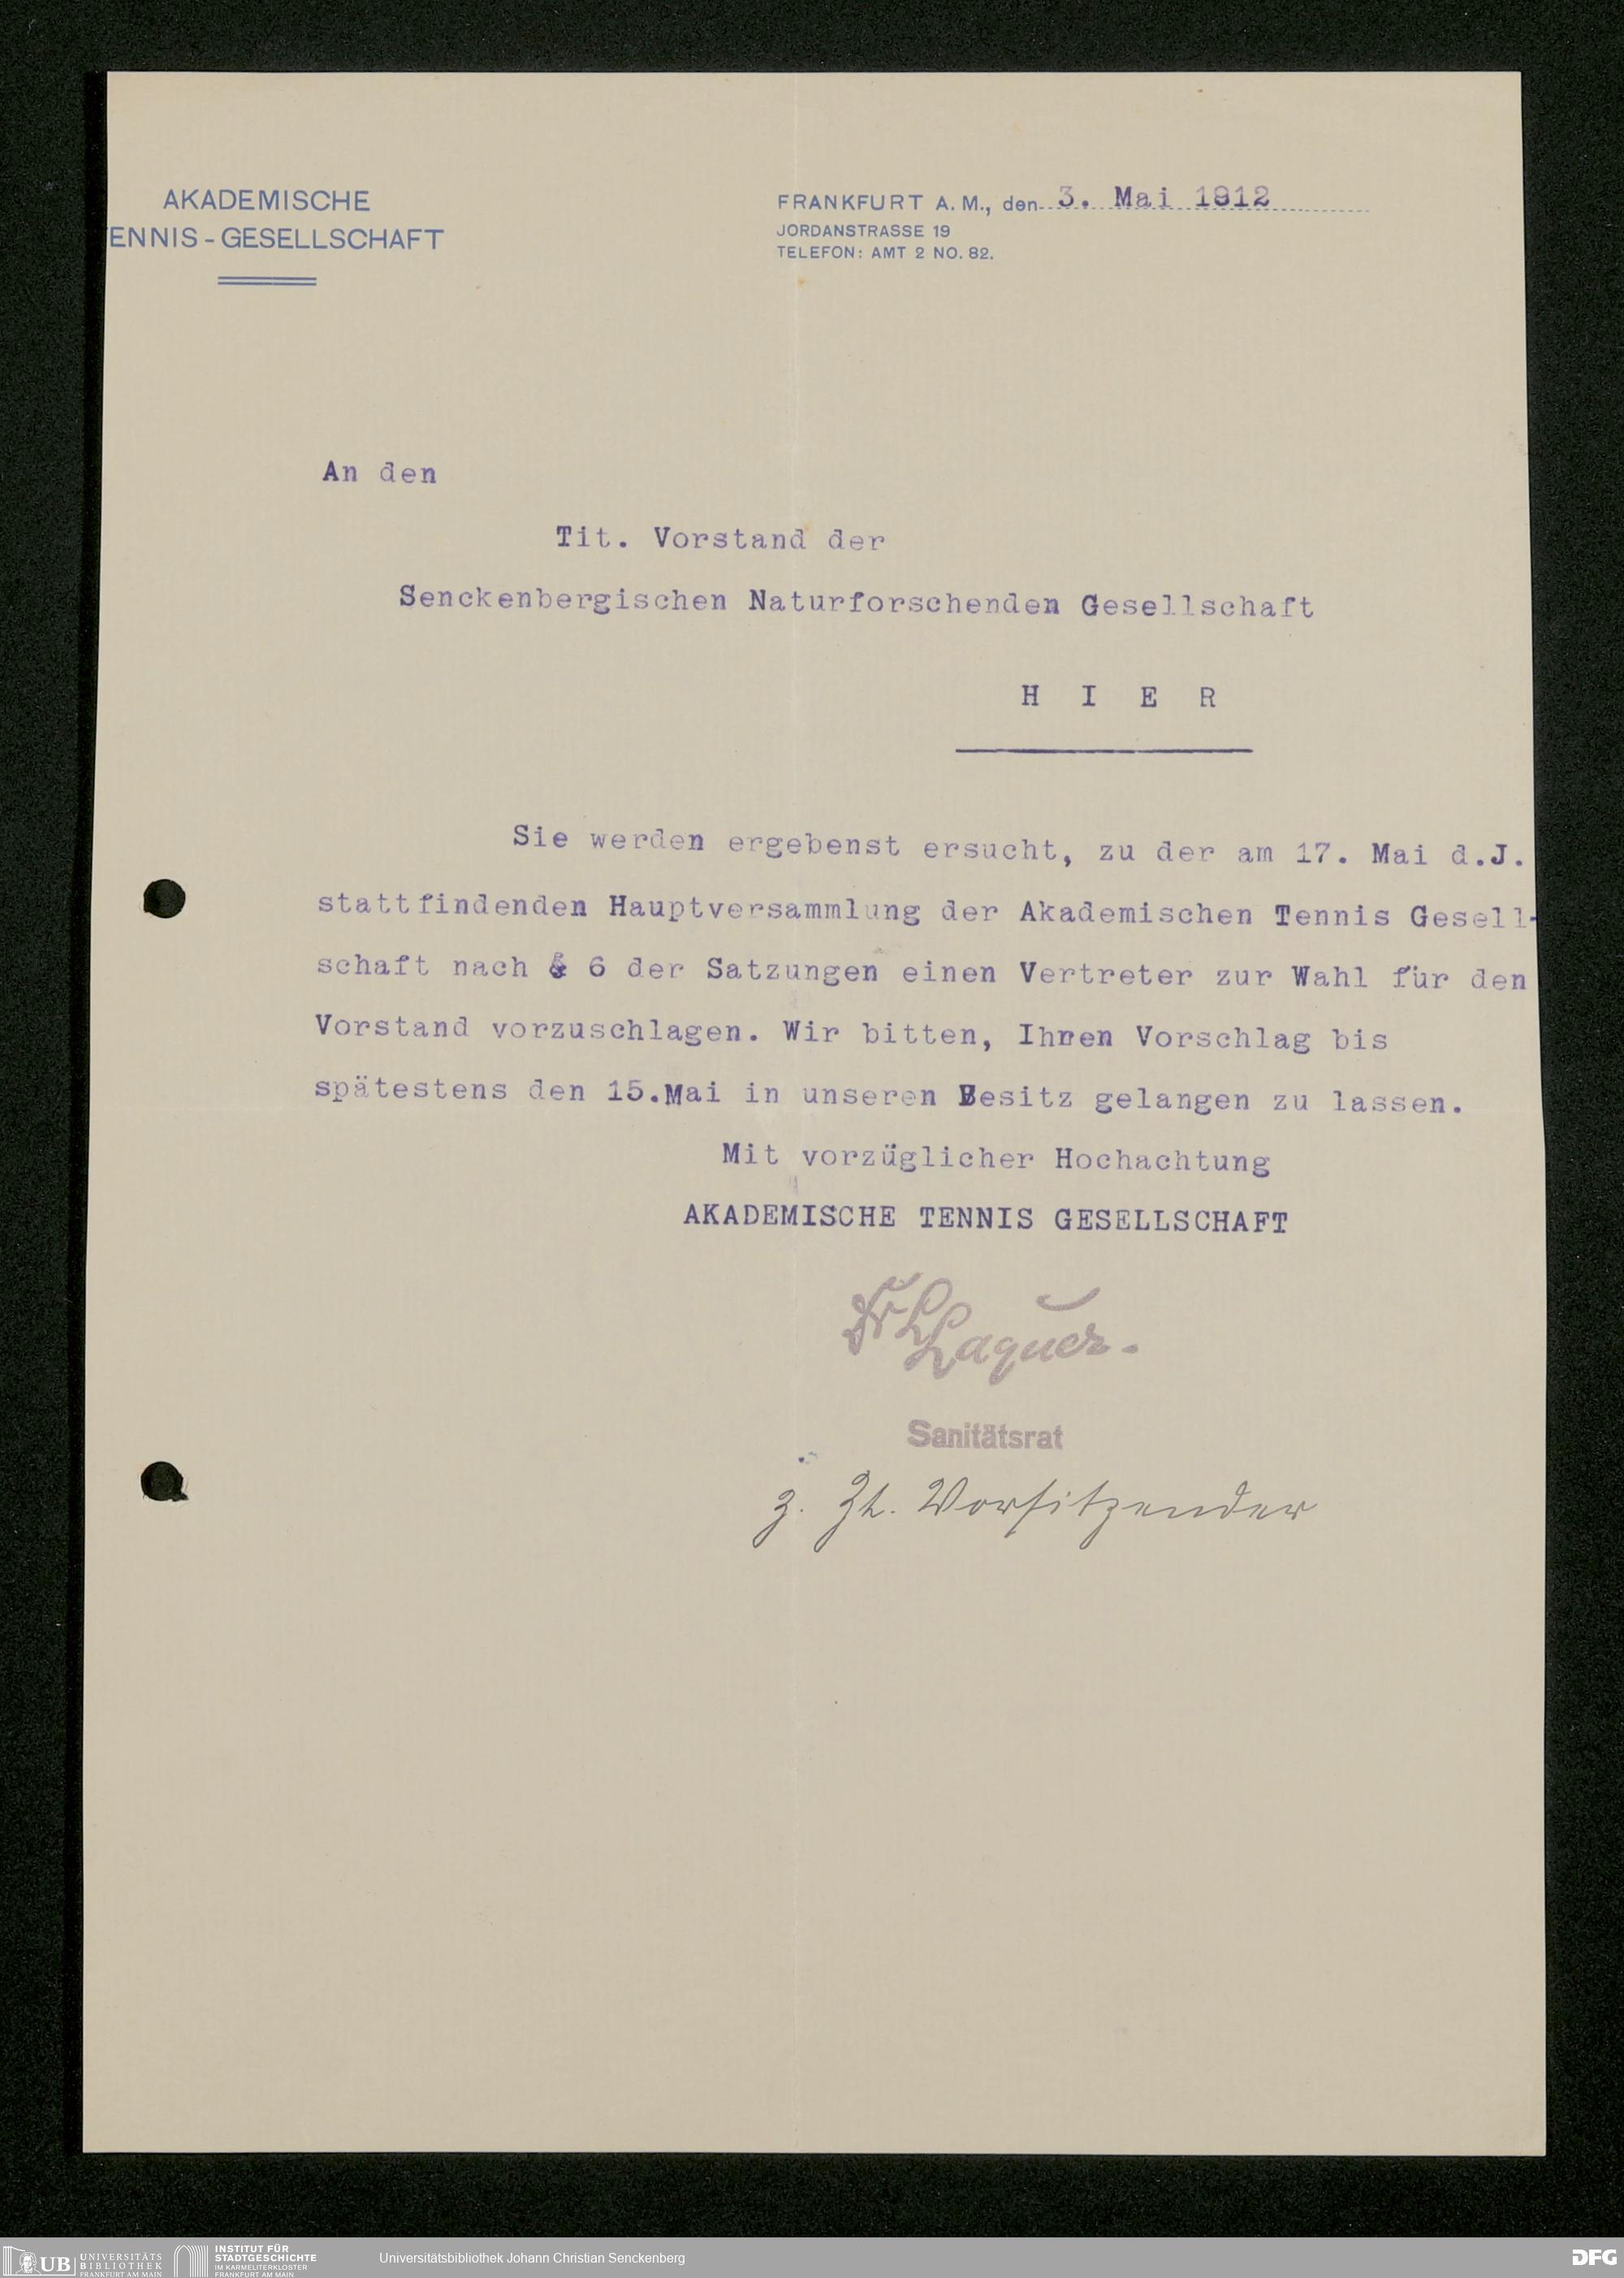 AKADEMISCHE
TENNIS-GESELLSCHAFT
FRANKFURT A. M., den 3. Mai 1912
JORDANSTRASSE 19
TELEFON: AMT 2 NO. 82.
An den
Tit. Vorstand der
Senckenbergischen Naturforschenden Gesellschaft
H I E R
Sie werden ergebenst ersucht, zu der am 17. Mai d.J.
stattfindenden Hauptversammlung der Akademischen Tennis Gesell-
schaft nach § 6 der Satzungen einen Vertreter zur Wahl für den
Vorstand vorzuschlagen. Wir bitten, Ihren Vorschlag bis
spätestens den 15.Mai in unseren Besitz gelangen zu lassen.
Mit vorzüglicher Hochachtung
AKADEMISCHE TENNIS GESELLSCHAFT
Dr L Laquer.
Sanitätsrat
z. Zt. Vorsitzender
UB UNIVERSITÄTS BIBLIOTHEK FRANKFURT AM MAIN
INSTITUT FÜR STADTGESCHICHTE IM KARMELITERKLOSTER FRANKFURT AM MAIN
Universitätsbibliothek Johann Christian Senckenberg
DFG